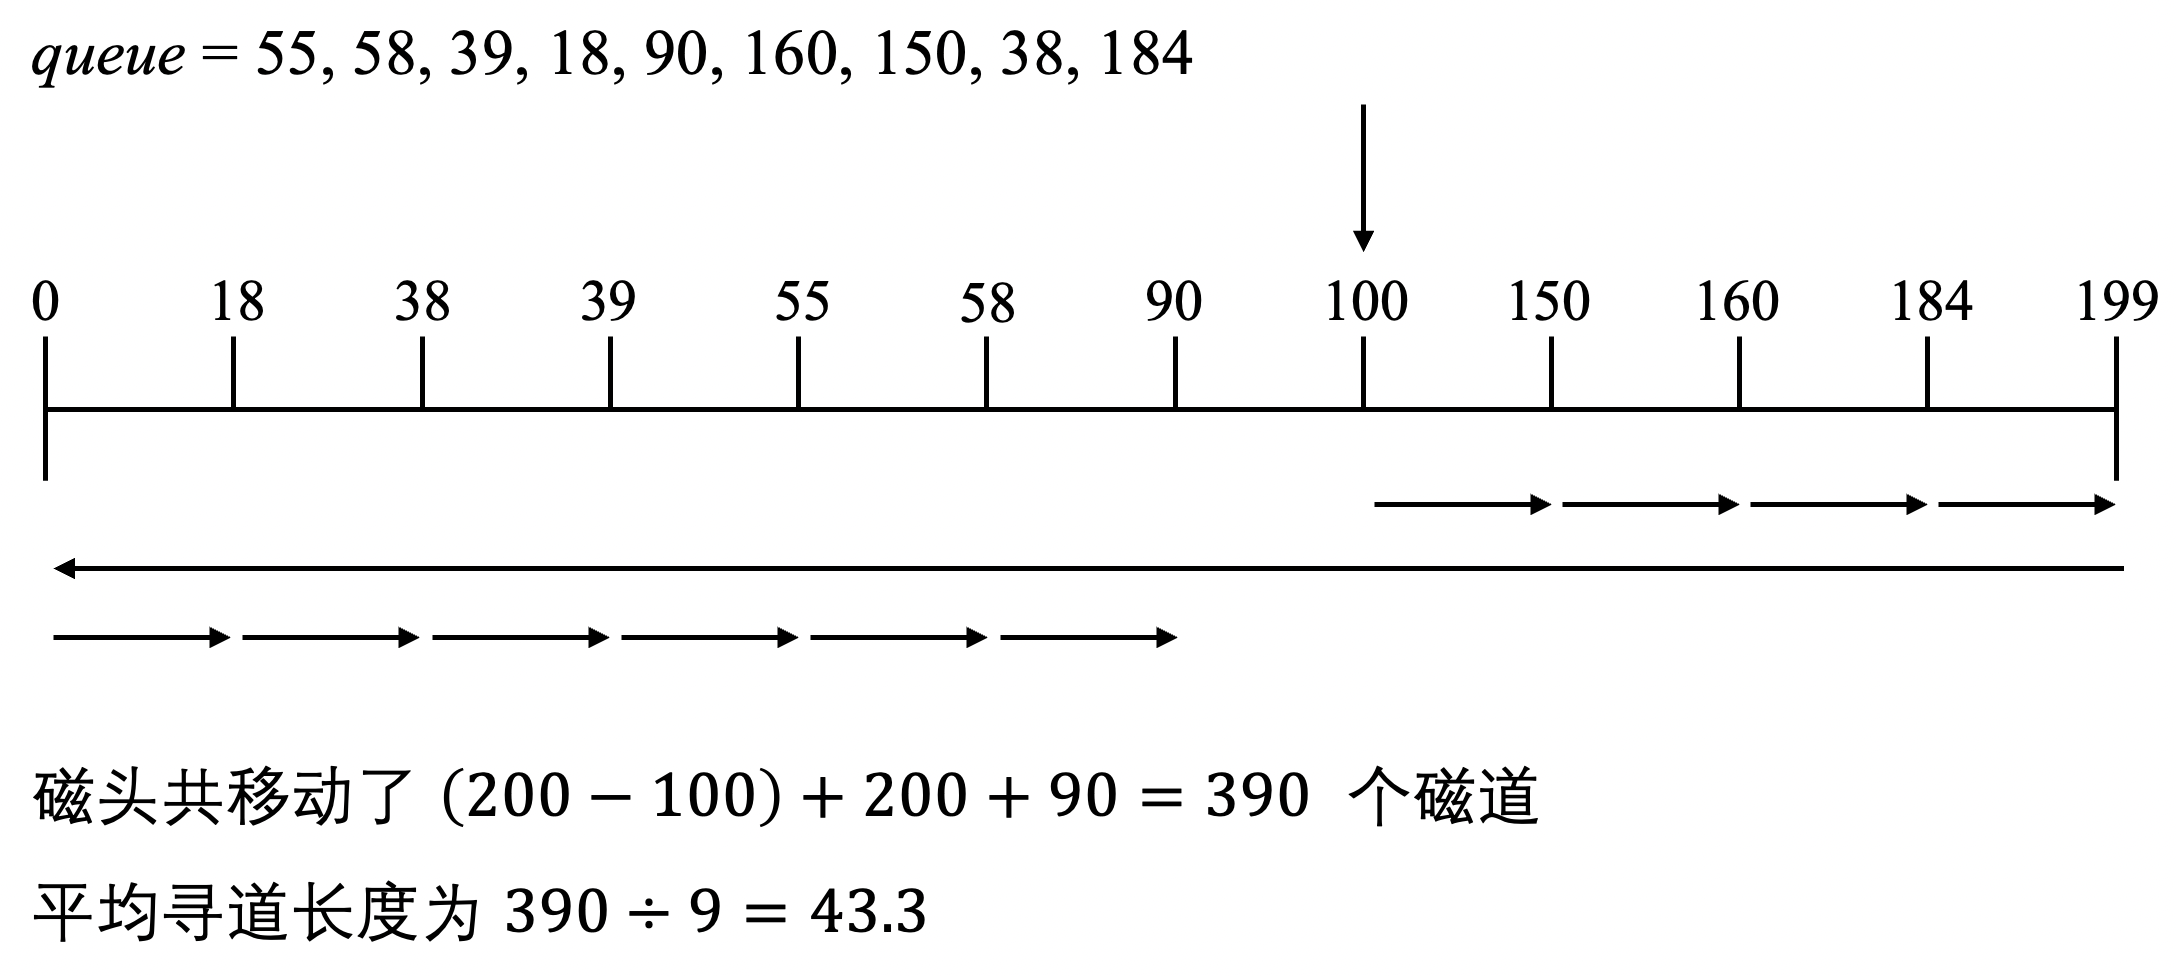 queue = 55, 58, 39, 18, 90, 160, 150, 38, 184
0 18 38 39 55 58 90 100 150 160 184 199
磁头共移动了 (200 − 100) + 200 + 90 = 390 个磁道
平均寻道长度为 390 ÷ 9 = 43.3